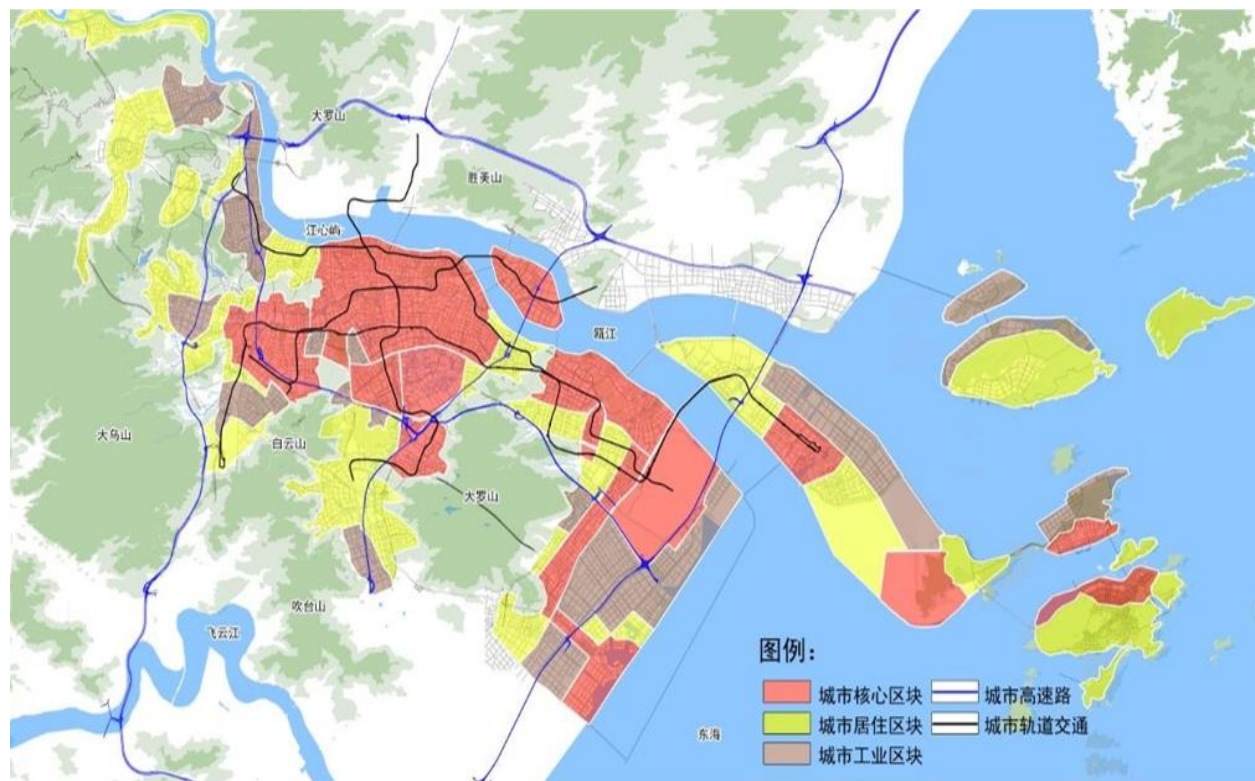 大罗山
胜美山
江心屿
瓯江
大乌山
白云山
大罗山
吹台山
飞云江
东海
图例：
城市核心区块
城市高速路
城市居住区块
城市轨道交通
城市工业区块